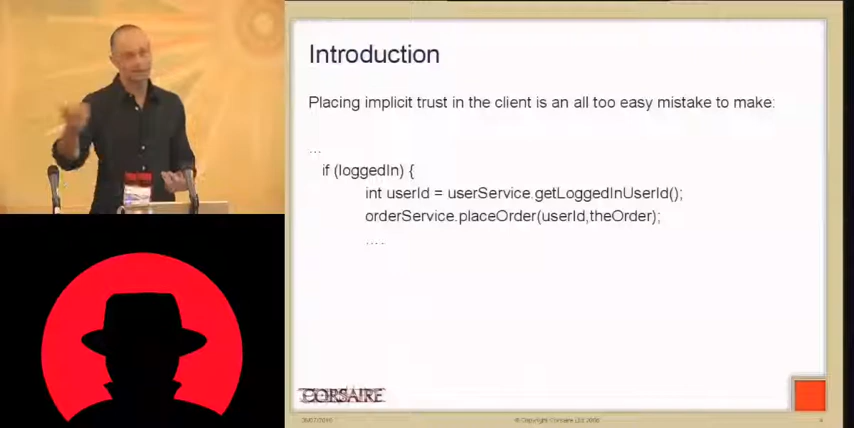 Introduction
Placing implicit trust in the client is an all too easy mistake to make:
...
if (loggedIn) {
int userId = userService.getLoggedInUserId();
orderService.placeOrder(userId,theOrder);
....
CORSAIRE